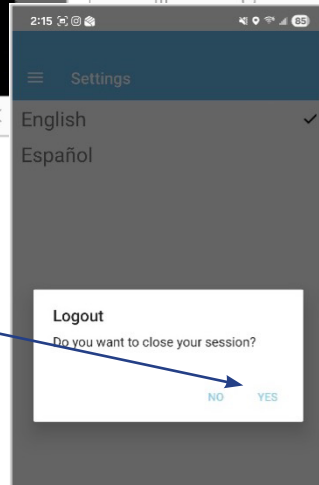 2:15 85
Settings
English
Español
Logout
Do you want to close your session?
NO YES